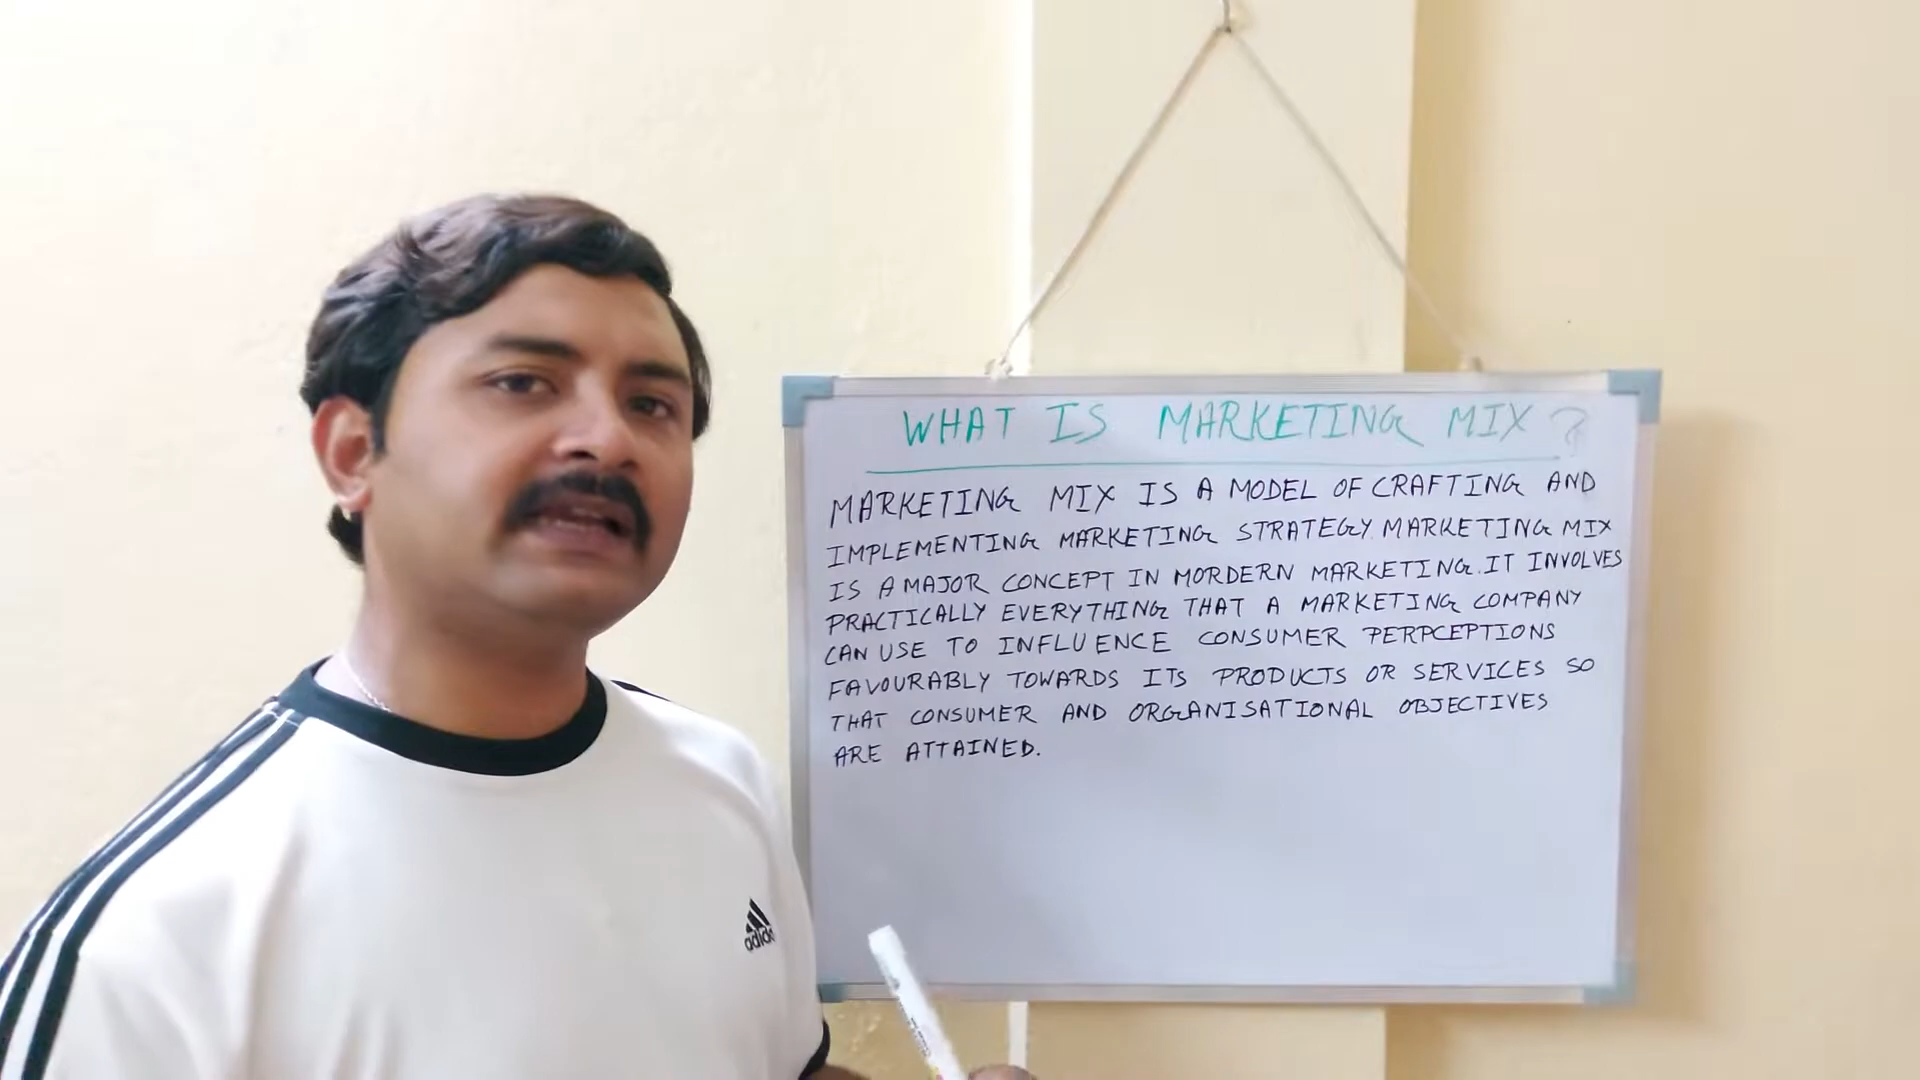 WHAT IS MARKETING MIX ?
MARKETING MIX IS A MODEL OF CRAFTING AND
IMPLEMENTING MARKETING STRATEGY. MARKETING MIX
IS A MAJOR CONCEPT IN MORDERN MARKETING. IT INVOLVES
PRACTICALLY EVERYTHING THAT A MARKETING COMPANY
CAN USE TO INFLUENCE CONSUMER PERPCEPTIONS
FAVOURABLY TOWARDS ITS PRODUCTS OR SERVICES SO
THAT CONSUMER AND ORGANISATIONAL OBJECTIVES
ARE ATTAINED.
adidas